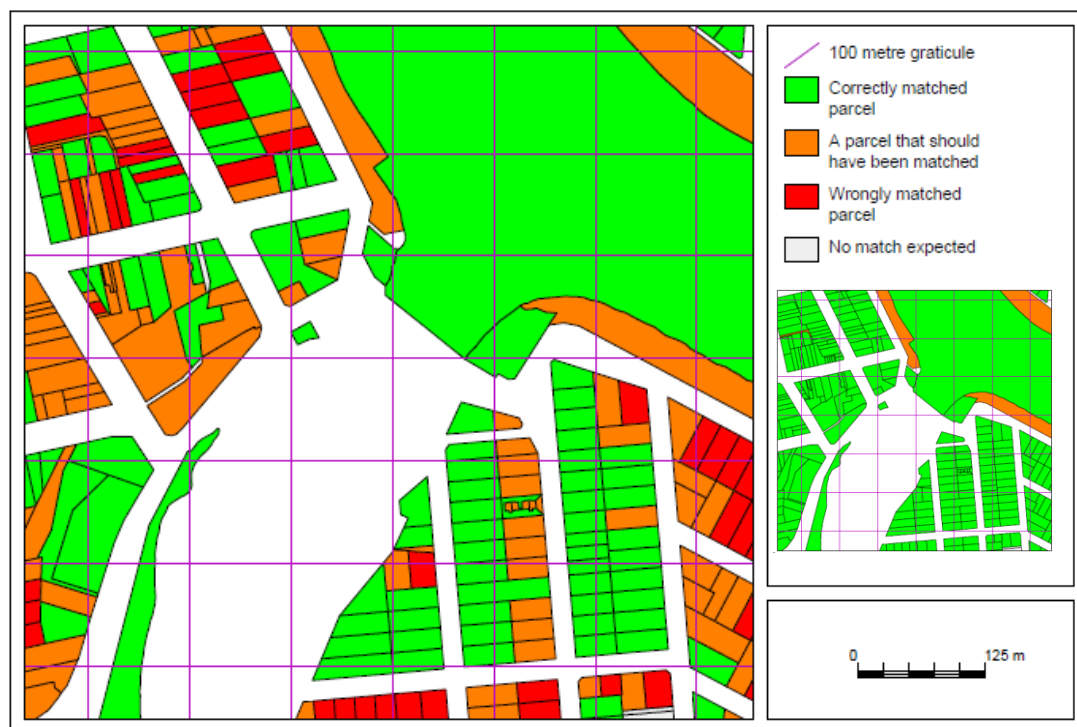 100 metre graticule
Correctly matched
parcel
A parcel that should
have been matched
Wrongly matched
parcel
No match expected
0 125 m